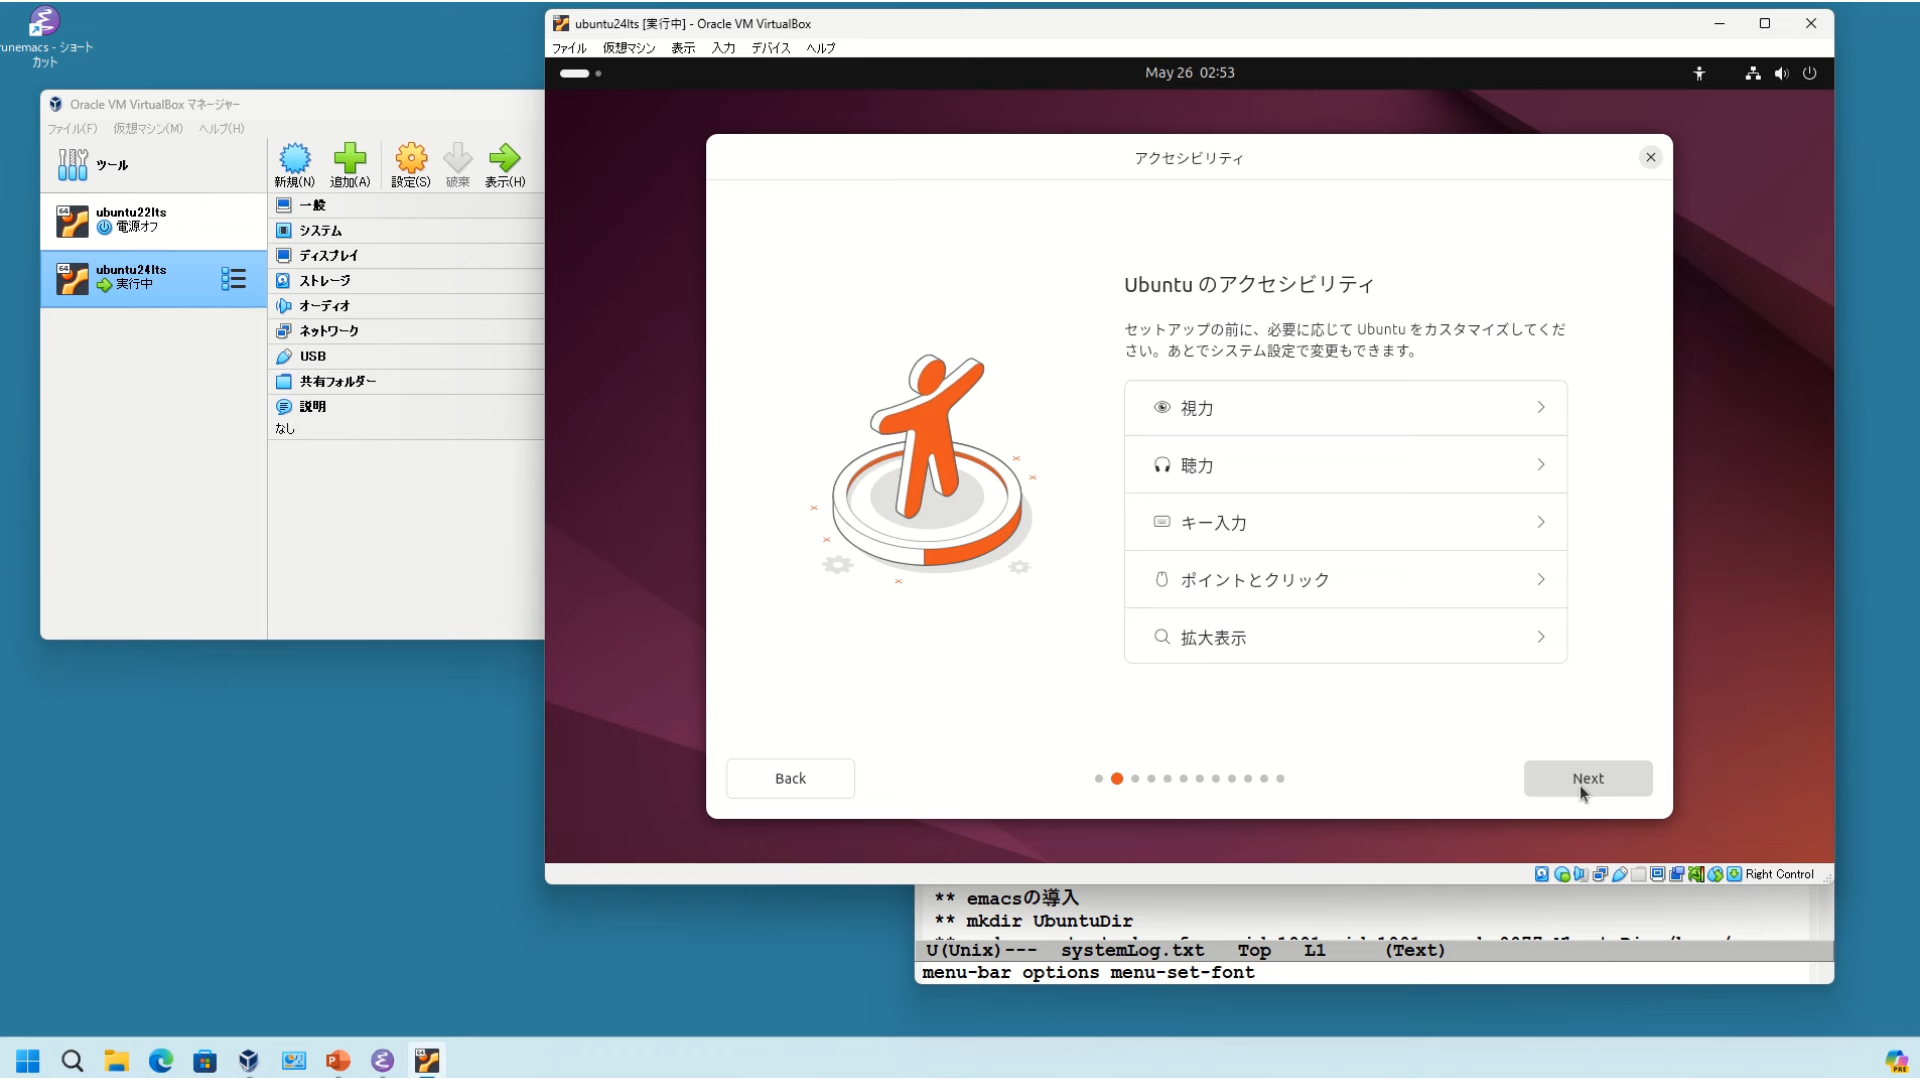 runemacs - ショート
カット
Oracle VM VirtualBox マネージャー
ファイル(F) 仮想マシン(M) ヘルプ(H)
ツール
新規(N) 追加(A) 設定(S) 破棄 表示(H)
ubuntu22lts
電源オフ
ubuntu24lts
実行中
一般
システム
ディスプレイ
ストレージ
オーディオ
ネットワーク
USB
共有フォルダー
説明
なし
ubuntu24lts [実行中] - Oracle VM VirtualBox
ファイル 仮想マシン 表示 入力 デバイス ヘルプ
May 26 02:53
アクセシビリティ
Ubuntu のアクセシビリティ
セットアップの前に、必要に応じて Ubuntu をカスタマイズしてくだ
さい。あとでシステム設定で変更もできます。
視力
聴力
キー入力
ポイントとクリック
拡大表示
Back
Next
Right Control
** emacsの導入
** mkdir UbuntuDir
U(Unix)--- systemLog.txt Top L1 (Text)
menu-bar options menu-set-font
PRE